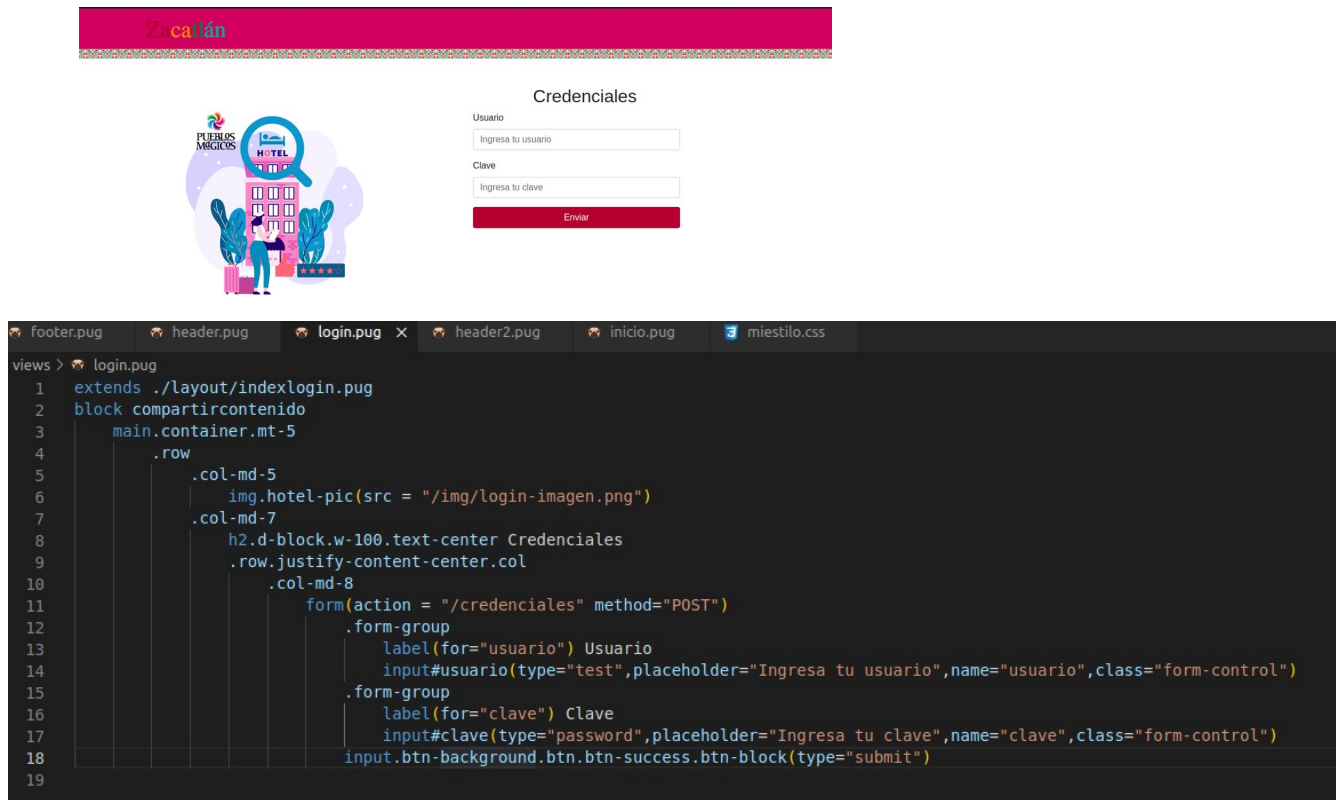 Zacatlán
Credenciales
Usuario
Ingresa tu usuario
Clave
Ingresa tu clave
Enviar
PUEBLOS
MÁGICOS
HOTEL
footer.pug header.pug login.pug X header2.pug inicio.pug miestilo.css
views > login.pug
1 extends ./layout/indexlogin.pug
2 block compartircontenido
3 main.container.mt-5
4 .row
5 .col-md-5
6 img.hotel-pic(src = "/img/login-imagen.png")
7 .col-md-7
8 h2.d-block.w-100.text-center Credenciales
9 .row.justify-content-center.col
10 .col-md-8
11 form(action = "/credenciales" method="POST")
12 .form-group
13 label(for="usuario") Usuario
14 input#usuario(type="test",placeholder="Ingresa tu usuario",name="usuario",class="form-control")
15 .form-group
16 label(for="clave") Clave
17 input#clave(type="password",placeholder="Ingresa tu clave",name="clave",class="form-control")
18 input.btn-background.btn.btn-success.btn-block(type="submit")
19